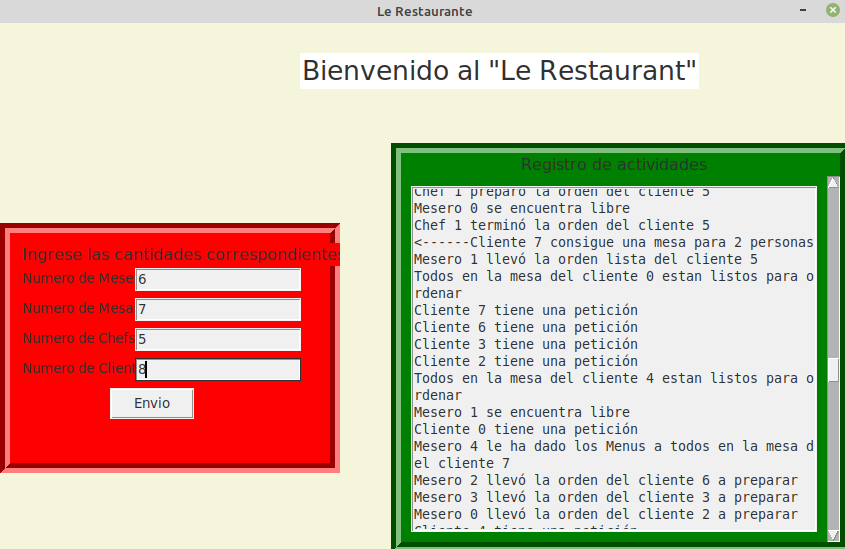 Le Restaurante
Bienvenido al "Le Restaurant"
Registro de actividades
Chef 1 preparó la orden del cliente 5
Mesero 0 se encuentra libre
Chef 1 terminó la orden del cliente 5
<------Cliente 7 consigue una mesa para 2 personas
Mesero 1 llevó la orden lista del cliente 5
Todos en la mesa del cliente 0 estan listos para o
rdenar
Cliente 7 tiene una petición
Cliente 6 tiene una petición
Cliente 3 tiene una petición
Cliente 2 tiene una petición
Todos en la mesa del cliente 4 estan listos para o
rdenar
Mesero 1 se encuentra libre
Cliente 0 tiene una petición
Mesero 4 le ha dado los Menus a todos en la mesa d
el cliente 7
Mesero 2 llevó la orden del cliente 6 a preparar
Mesero 3 llevó la orden del cliente 3 a preparar
Mesero 0 llevó la orden del cliente 2 a preparar
Cliente 4 tiene una petición
Ingrese las cantidades correspondientes
Numero de Mese 6
Numero de Mesa 7
Numero de Chefs 5
Numero de Client 8
Envio